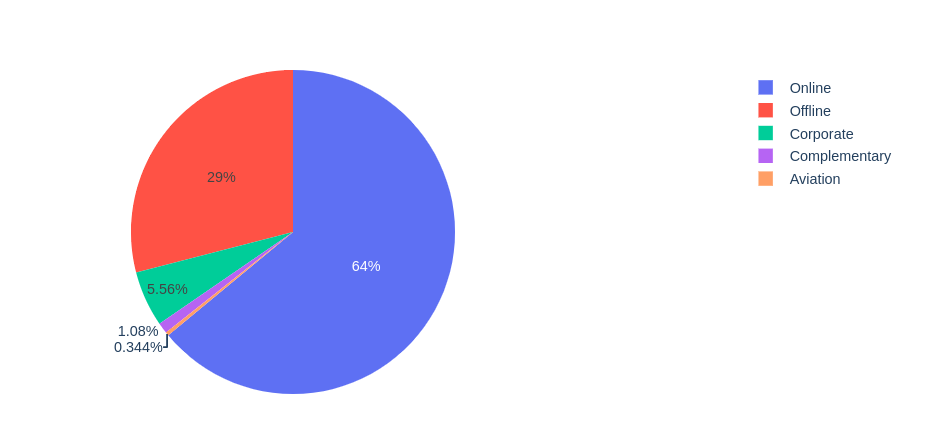 Online
Offline
Corporate
Complementary
Aviation
29%
64%
5.56%
1.08%
0.344%